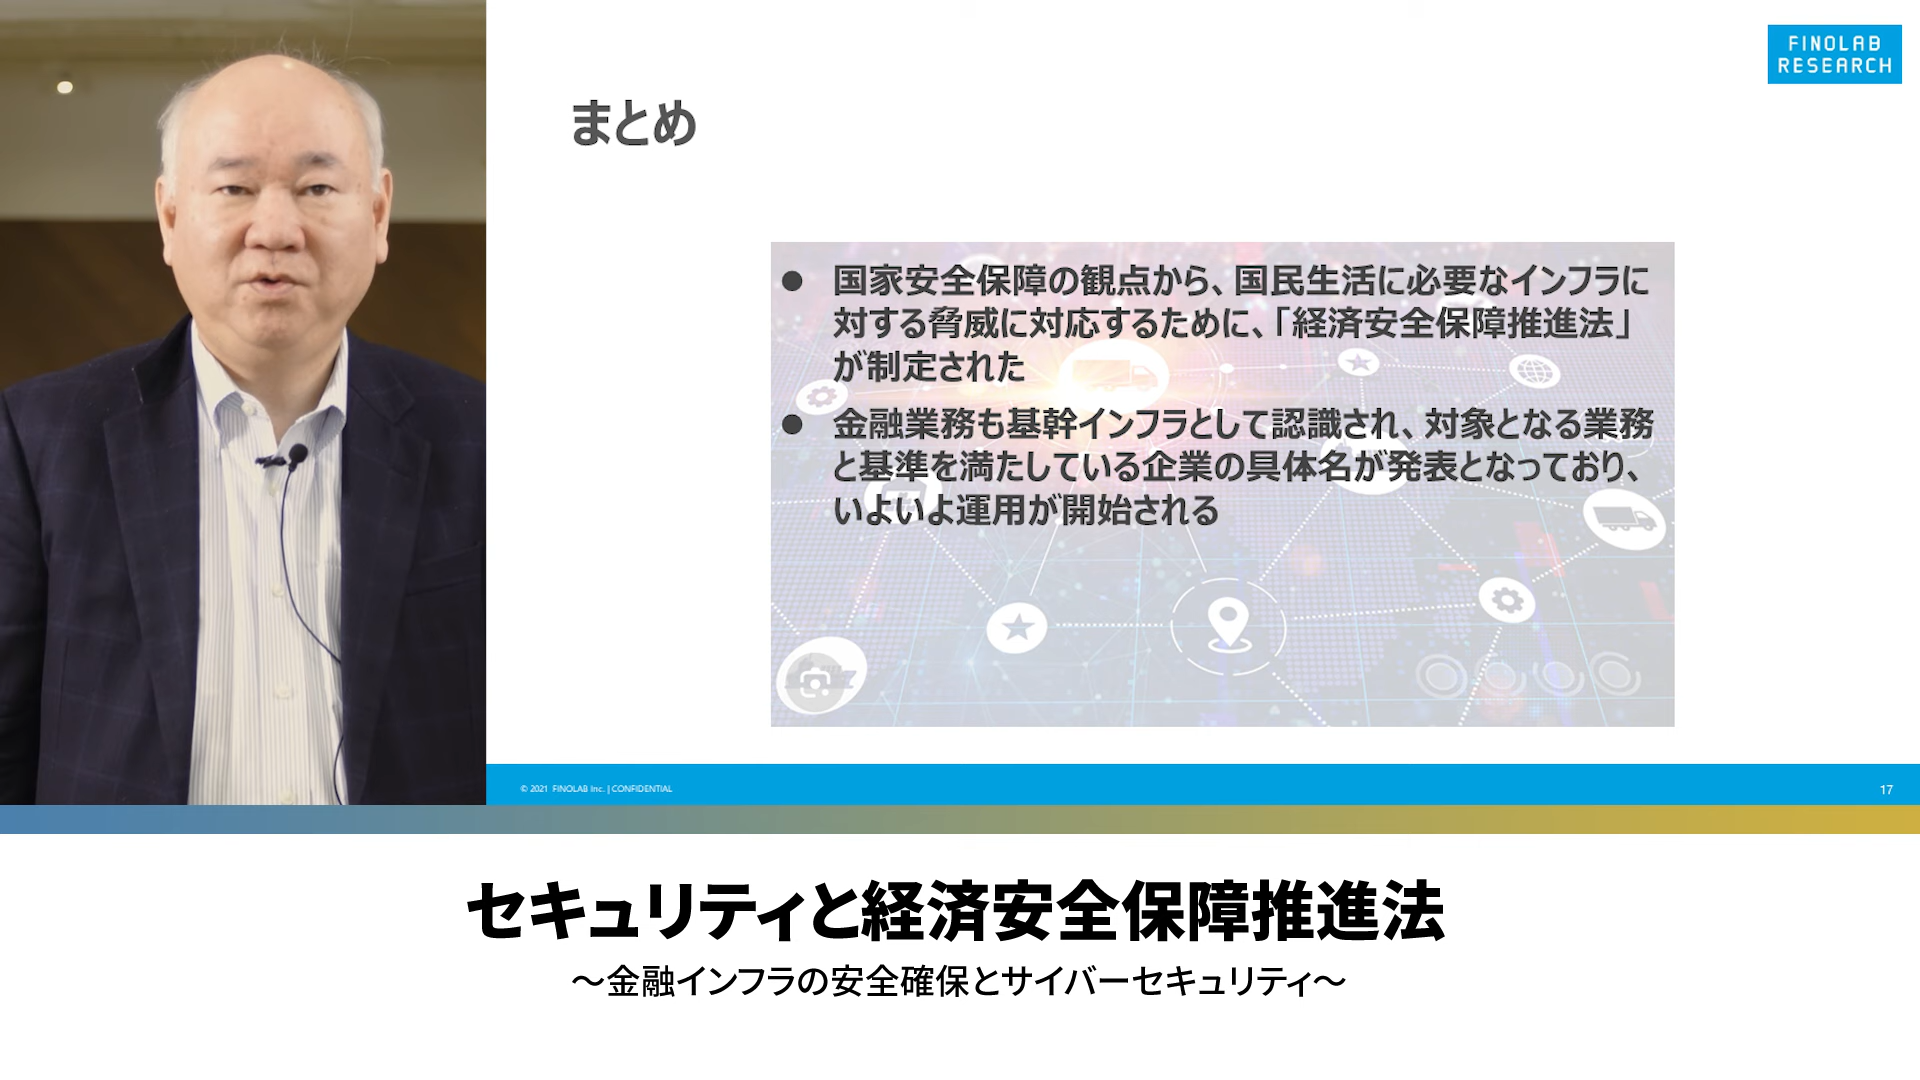 FINOLAB
RESEARCH
まとめ
● 国家安全保障の観点から、国民生活に必要なインフラに
対する脅威に対応するために、「経済安全保障推進法」
が制定された
● 金融業務も基幹インフラとして認識され、対象となる業務
と基準を満たしている企業の具体名が発表となっており、
いよいよ運用が開始される
© 2021 FINOLAB Inc. | CONFIDENTIAL
17
セキュリティと経済安全保障推進法
～金融インフラの安全確保とサイバーセキュリティ～